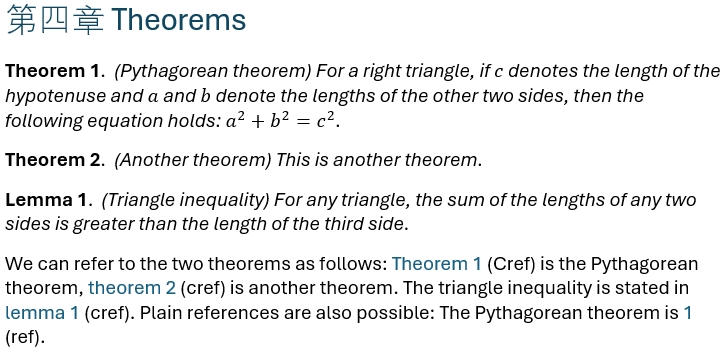 第四章 Theorems
Theorem 1. (Pythagorean theorem) For a right triangle, if c denotes the length of the
hypotenuse and a and b denote the lengths of the other two sides, then the
following equation holds: a² + b² = c².
Theorem 2. (Another theorem) This is another theorem.
Lemma 1. (Triangle inequality) For any triangle, the sum of the lengths of any two
sides is greater than the length of the third side.
We can refer to the two theorems as follows: Theorem 1 (Cref) is the Pythagorean
theorem, theorem 2 (cref) is another theorem. The triangle inequality is stated in
lemma 1 (cref). Plain references are also possible: The Pythagorean theorem is 1
(ref).